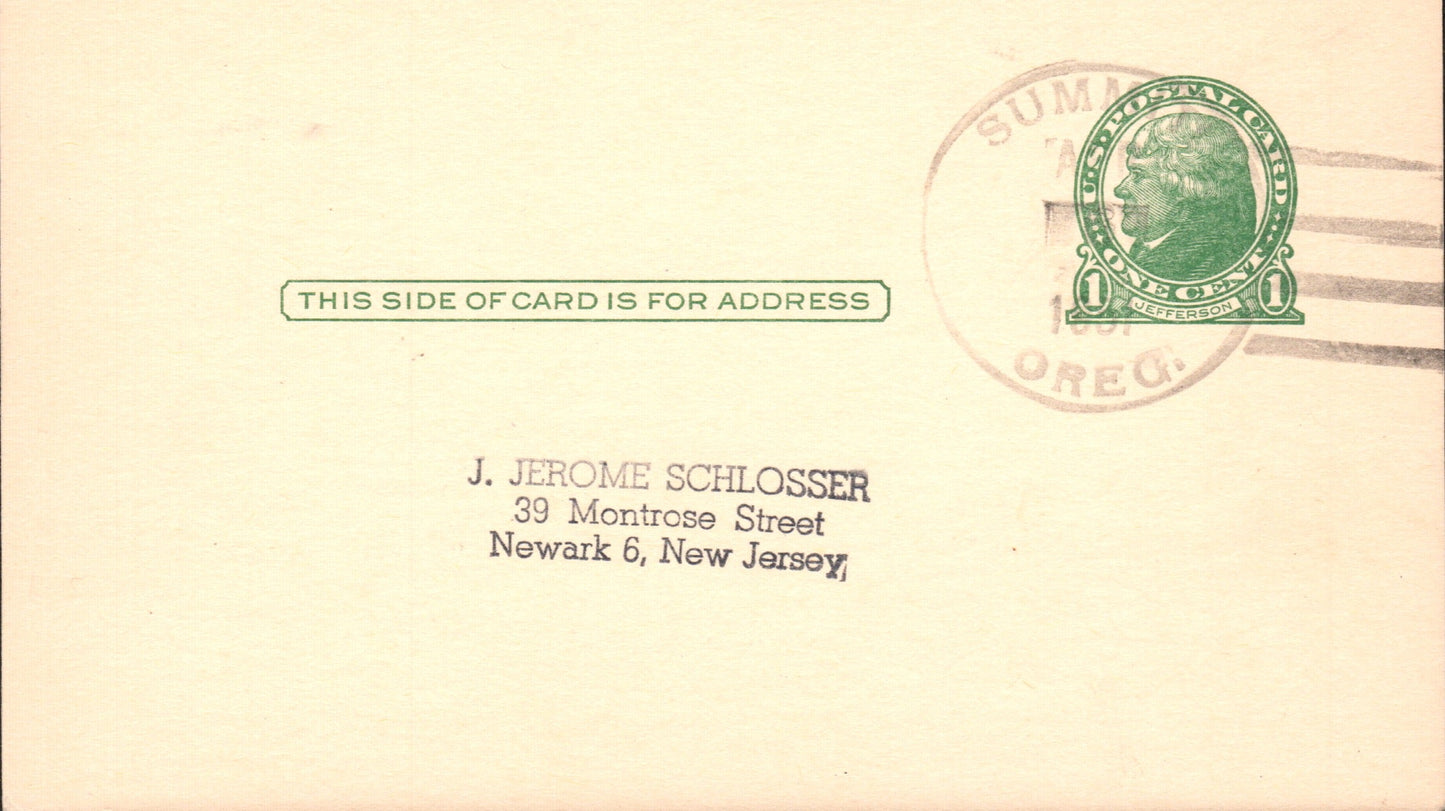 SUMM
OREG.
U.S. POSTAL CARD
ONE CENT
1 1
JEFFERSON
THIS SIDE OF CARD IS FOR ADDRESS
J. JEROME SCHLOSSER
39 Montrose Street
Newark 6, New Jersey